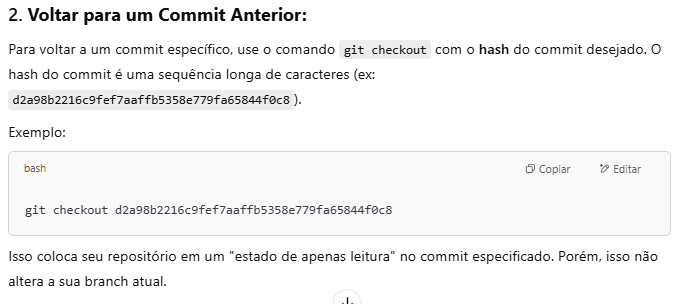 2. Voltar para um Commit Anterior:
Para voltar a um commit específico, use o comando git checkout com o hash do commit desejado. O
hash do commit é uma sequência longa de caracteres (ex:
d2a98b2216c9fef7aaffb5358e779fa65844f0c8).
Exemplo:
bash Copiar Editar
git checkout d2a98b2216c9fef7aaffb5358e779fa65844f0c8
Isso coloca seu repositório em um "estado de apenas leitura" no commit especificado. Porém, isso não
altera a sua branch atual.